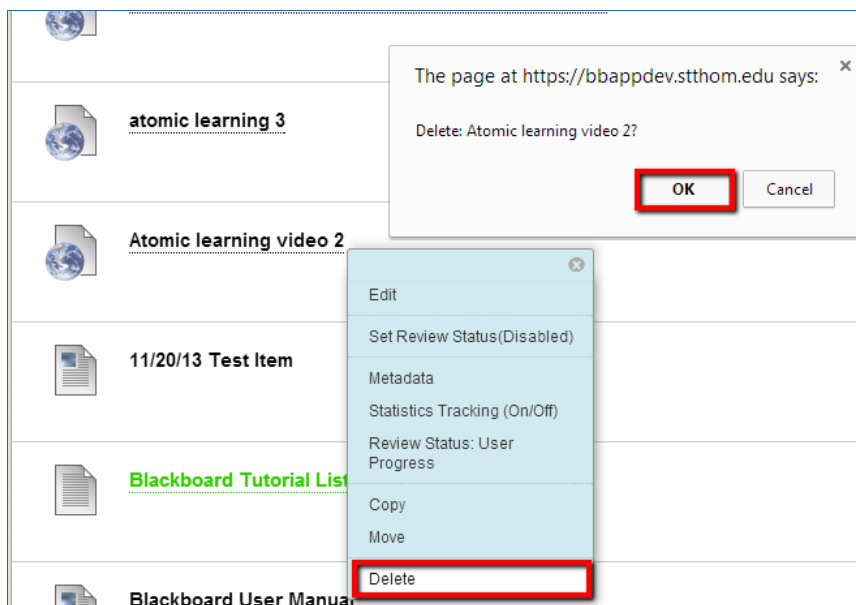 The page at https://bbappdev.stthom.edu says:
Delete: Atomic learning video 2?
OK
Cancel
atomic learning 3
Atomic learning video 2
Edit
Set Review Status(Disabled)
Metadata
Statistics Tracking (On/Off)
Review Status: User
Progress
Copy
Move
Delete
11/20/13 Test Item
Blackboard Tutorial List
Blackboard User Manual